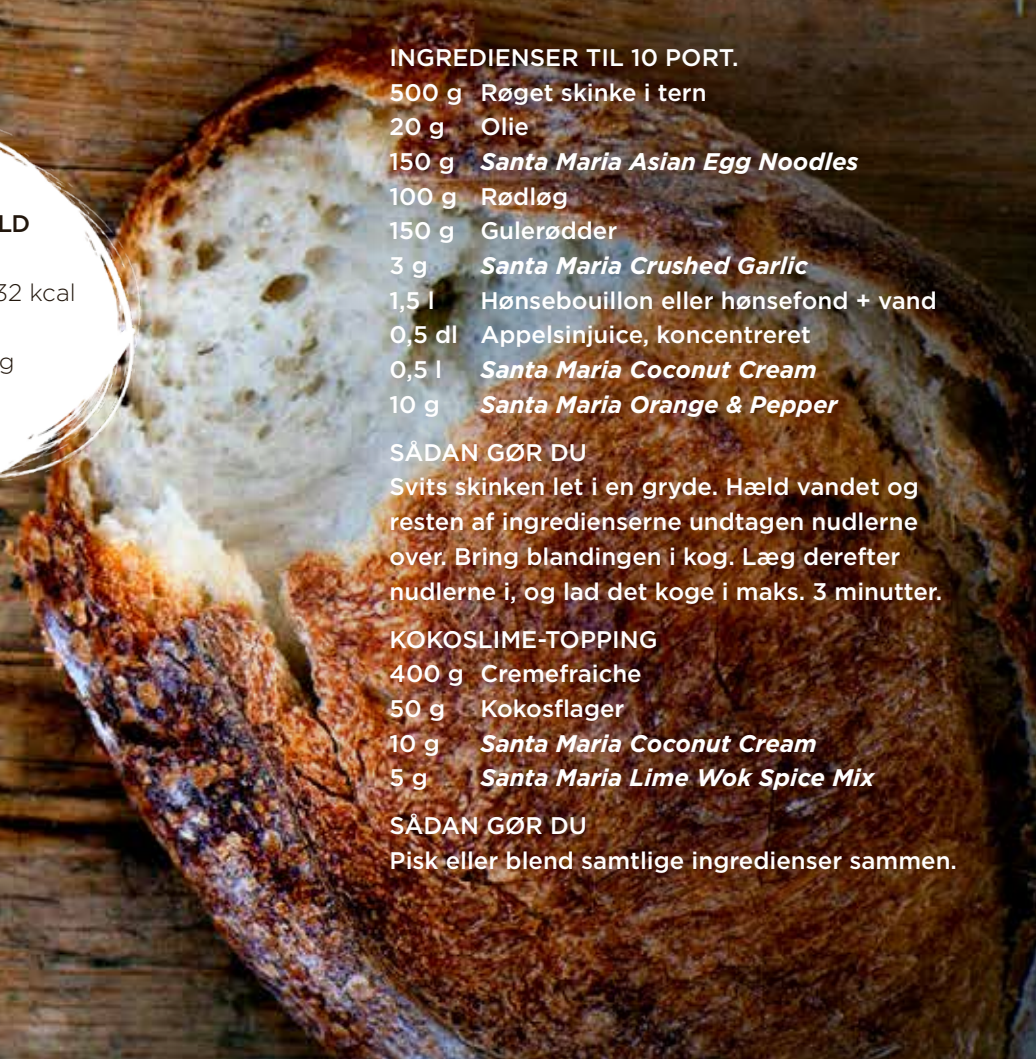 LD
32 kcal
g
INGREDIENSER TIL 10 PORT.
500 g Røget skinke i tern
20 g Olie
150 g Santa Maria Asian Egg Noodles
100 g Rødløg
150 g Gulerødder
3 g Santa Maria Crushed Garlic
1,5 l Hønsebouillon eller hønsefond + vand
0,5 dl Appelsinjuice, koncentreret
0,5 l Santa Maria Coconut Cream
10 g Santa Maria Orange & Pepper
SÅDAN GØR DU
Svits skinken let i en gryde. Hæld vandet og
resten af ingredienserne undtagen nudlerne
over. Bring blandingen i kog. Læg derefter
nudlerne i, og lad det koge i maks. 3 minutter.
KOKOSLIME-TOPPING
400 g Cremefraiche
50 g Kokosflager
10 g Santa Maria Coconut Cream
5 g Santa Maria Lime Wok Spice Mix
SÅDAN GØR DU
Pisk eller blend samtlige ingredienser sammen.